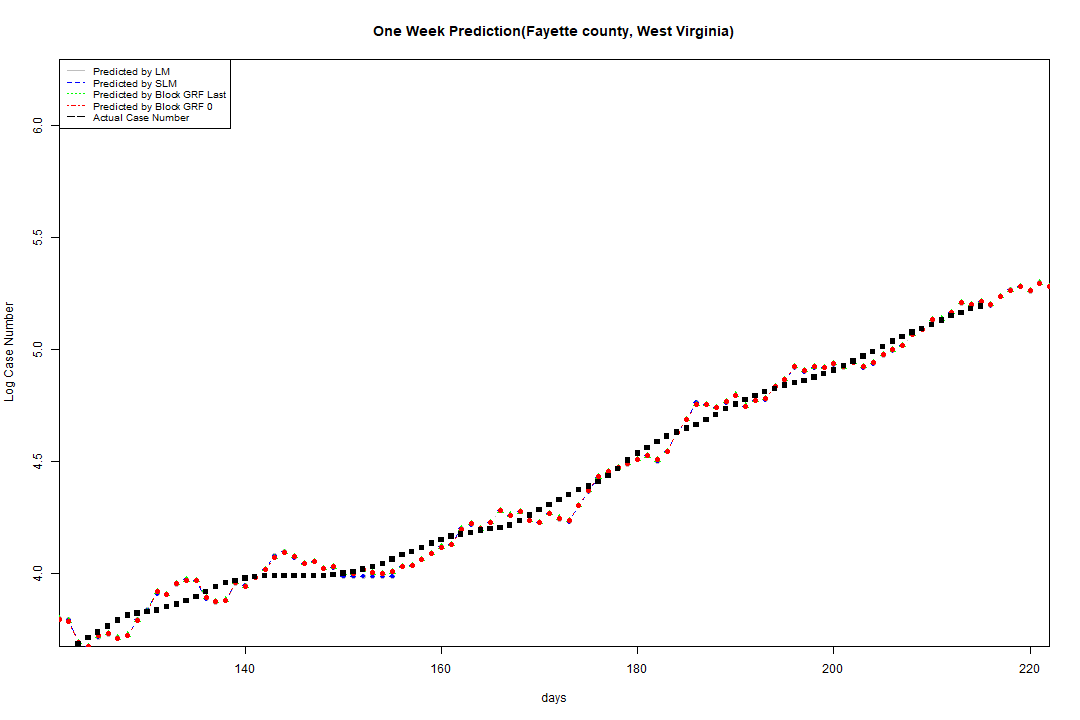 One Week Prediction(Fayette county, West Virginia)
Predicted by LM
Predicted by SLM
Predicted by Block GRF Last
Predicted by Block GRF 0
Actual Case Number
6.0
5.5
5.0
4.5
4.0
Log Case Number
140 160 180 200 220
days